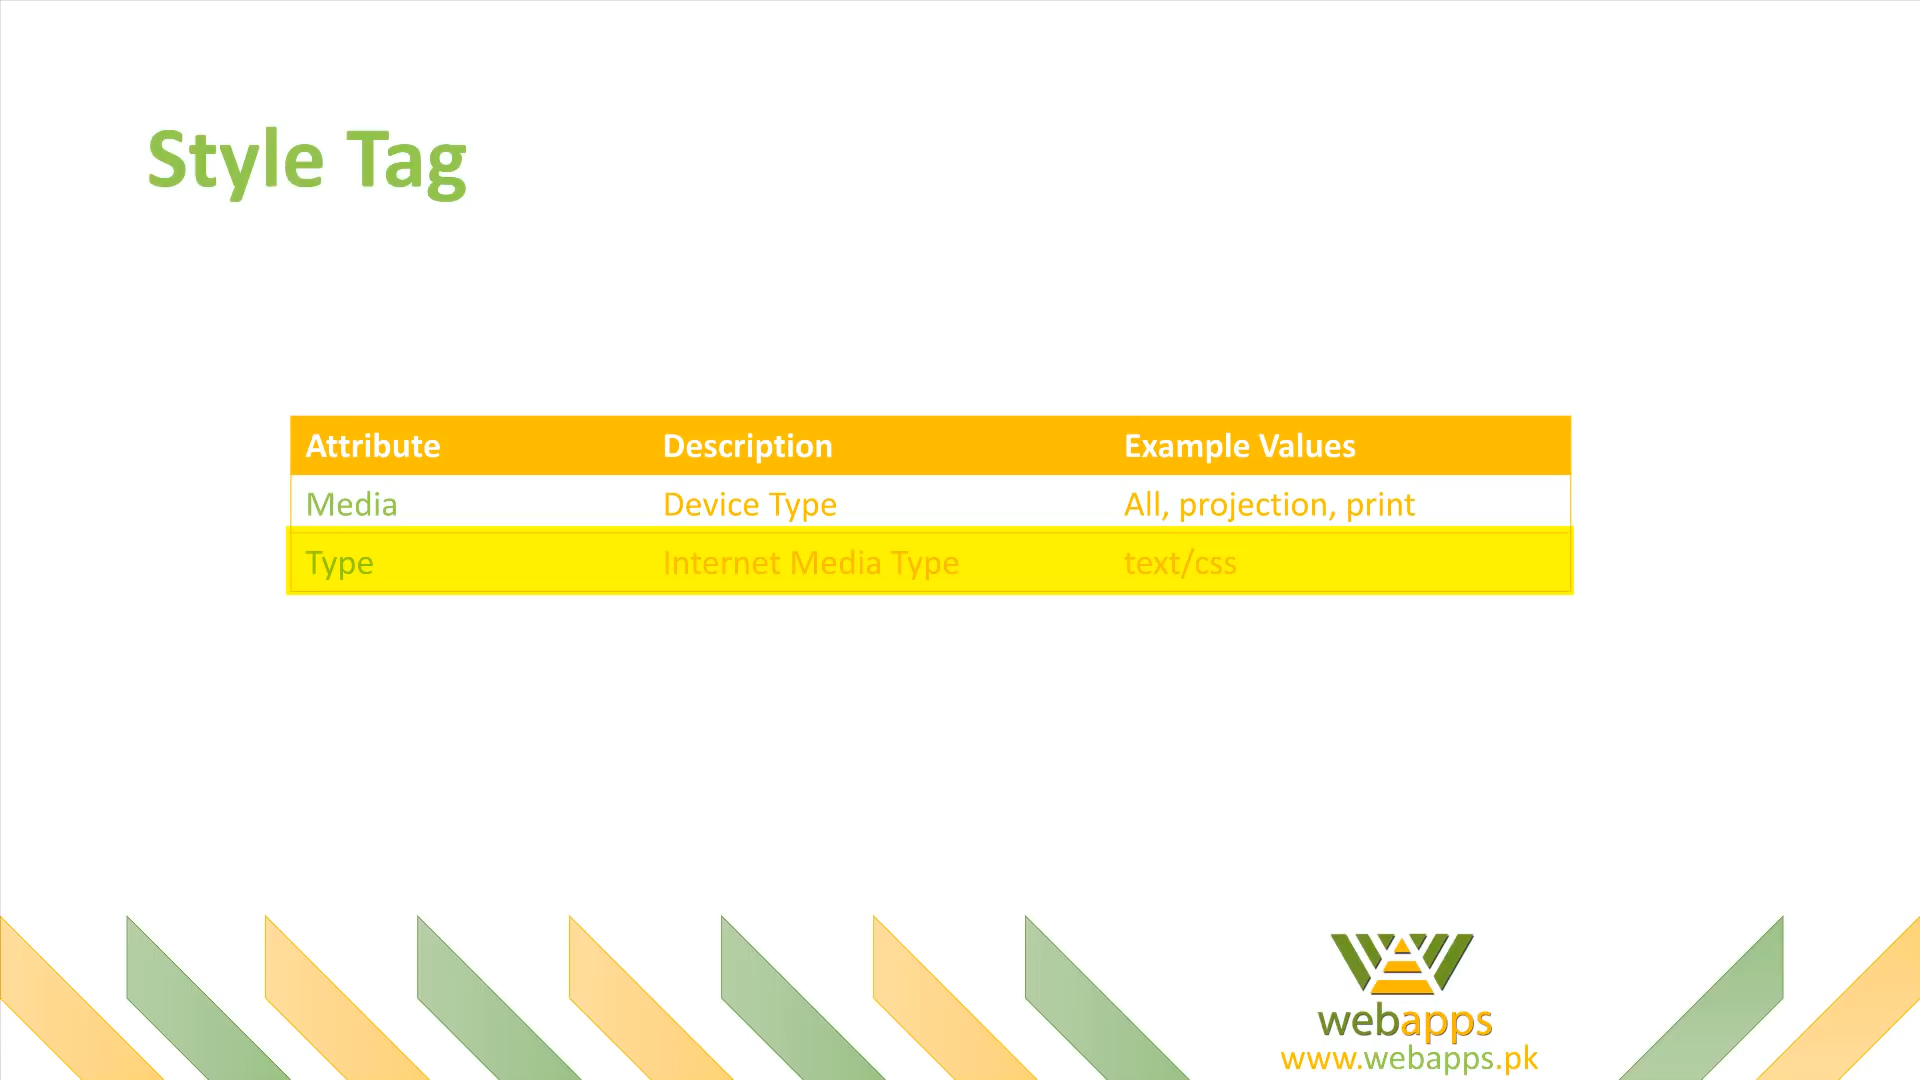 Style Tag
Attribute Description Example Values
Media Device Type All, projection, print
Type Internet Media Type text/css
webapps
www.webapps.pk